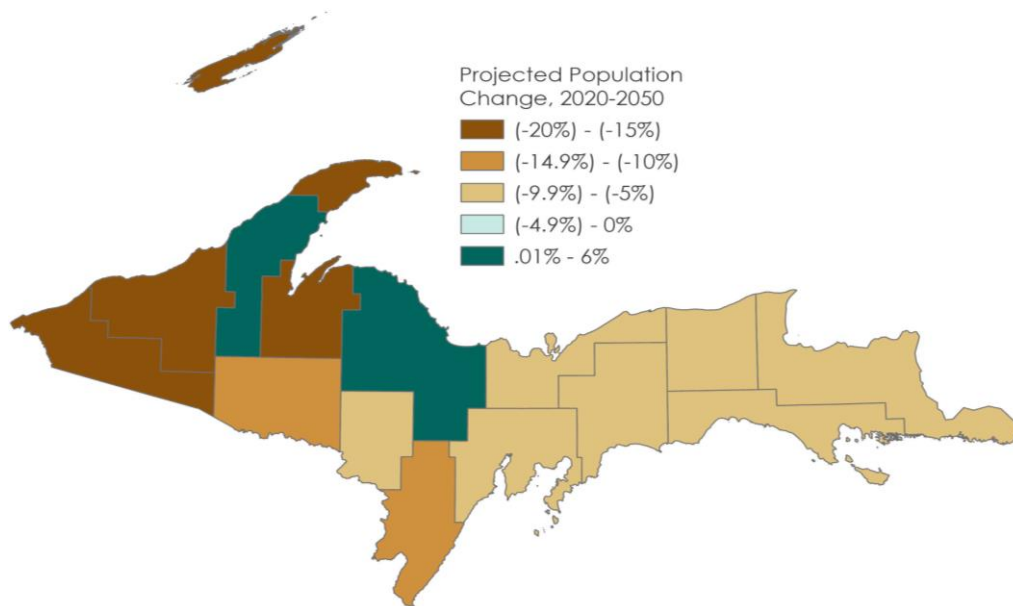 Projected Population
Change, 2020-2050
(-20%) - (-15%)
(-14.9%) - (-10%)
(-9.9%) - (-5%)
(-4.9%) - 0%
.01% - 6%